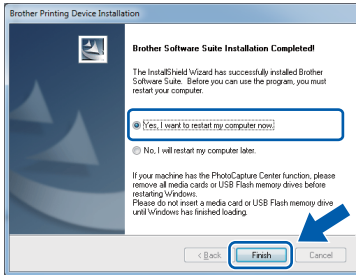 Brother Printing Device Installation
Brother Software Suite Installation Completed!
The InstallShield Wizard has successfully installed Brother
Software Suite. Before you can use the program, you must
restart your computer.
Yes, I want to restart my computer now.
No, I will restart my computer later.
If your machine has the PhotoCapture Center function, please
remove all media cards or USB Flash memory drives before
restarting Windows.
Please do not insert a media card or USB Flash memory drive
until Windows has finished loading.
< Back
Finish
Cancel